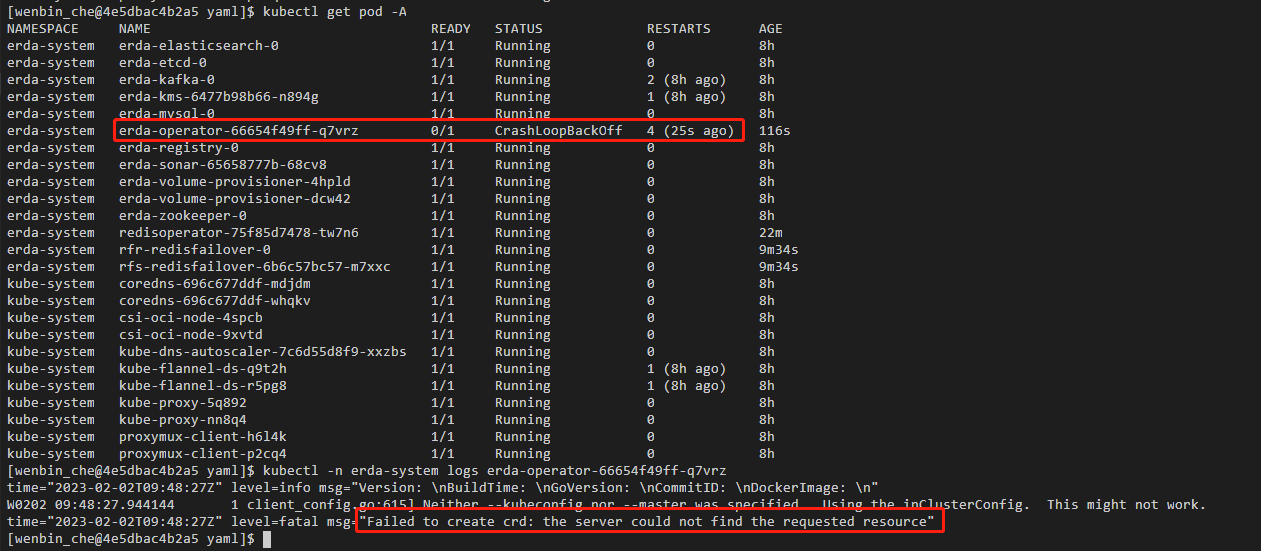 [wenbin_che@4e5dbac4b2a5 yaml]$ kubectl get pod -A
NAMESPACE NAME READY STATUS RESTARTS AGE
erda-system erda-elasticsearch-0 1/1 Running 0 8h
erda-system erda-etcd-0 1/1 Running 0 8h
erda-system erda-kafka-0 1/1 Running 2 (8h ago) 8h
erda-system erda-kms-6477b98b66-n894g 1/1 Running 1 (8h ago) 8h
erda-system erda-mysql-0 1/1 Running 0 8h
erda-system erda-operator-66654f49ff-q7vrz 0/1 CrashLoopBackOff 4 (25s ago) 116s
erda-system erda-registry-0 1/1 Running 0 8h
erda-system erda-sonar-65658777b-68cv8 1/1 Running 0 8h
erda-system erda-volume-provisioner-4hpld 1/1 Running 0 8h
erda-system erda-volume-provisioner-dcw42 1/1 Running 0 8h
erda-system erda-zookeeper-0 1/1 Running 0 8h
erda-system redisoperator-75f85d7478-tw7n6 1/1 Running 0 22m
erda-system rfr-redisfailover-0 1/1 Running 0 9m34s
erda-system rfs-redisfailover-6b6c57bc57-m7xxc 1/1 Running 0 9m34s
kube-system coredns-696c677ddf-mdjdm 1/1 Running 0 8h
kube-system coredns-696c677ddf-whqkv 1/1 Running 0 8h
kube-system csi-oci-node-4spcb 1/1 Running 0 8h
kube-system csi-oci-node-9xvtd 1/1 Running 0 8h
kube-system kube-dns-autoscaler-7c6d55d8f9-xxzbs 1/1 Running 0 8h
kube-system kube-flannel-ds-q9t2h 1/1 Running 1 (8h ago) 8h
kube-system kube-flannel-ds-r5pg8 1/1 Running 1 (8h ago) 8h
kube-system kube-proxy-5q892 1/1 Running 0 8h
kube-system kube-proxy-nn8q4 1/1 Running 0 8h
kube-system proxymux-client-h6l4k 1/1 Running 0 8h
kube-system proxymux-client-p2cq4 1/1 Running 0 8h
[wenbin_che@4e5dbac4b2a5 yaml]$ kubectl -n erda-system logs erda-operator-66654f49ff-q7vrz
time="2023-02-02T09:48:27Z" level=info msg="Version: \nBuildTime: \nGoVersion: \nCommitID: \nDockerImage: \n"
W0202 09:48:27.944144 1 client_config.go:615] Neither --kubeconfig nor --master was specified. Using the inClusterConfig. This might not work.
time="2023-02-02T09:48:27Z" level=fatal msg="Failed to create crd: the server could not find the requested resource"
[wenbin_che@4e5dbac4b2a5 yaml]$